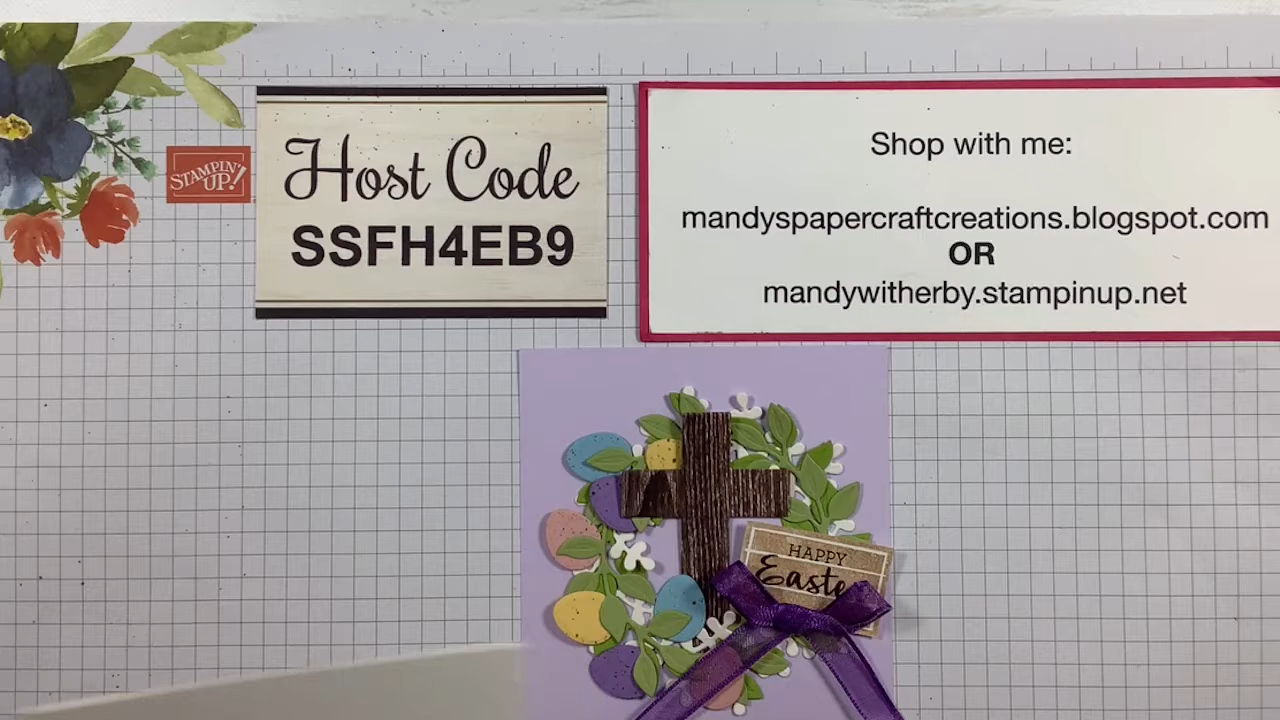 STAMPIN' UP!
Host Code
SSFH4EB9
Shop with me:
mandyspapercraftcreations.blogspot.com
OR
mandywitherby.stampinup.net
HAPPY
Easte